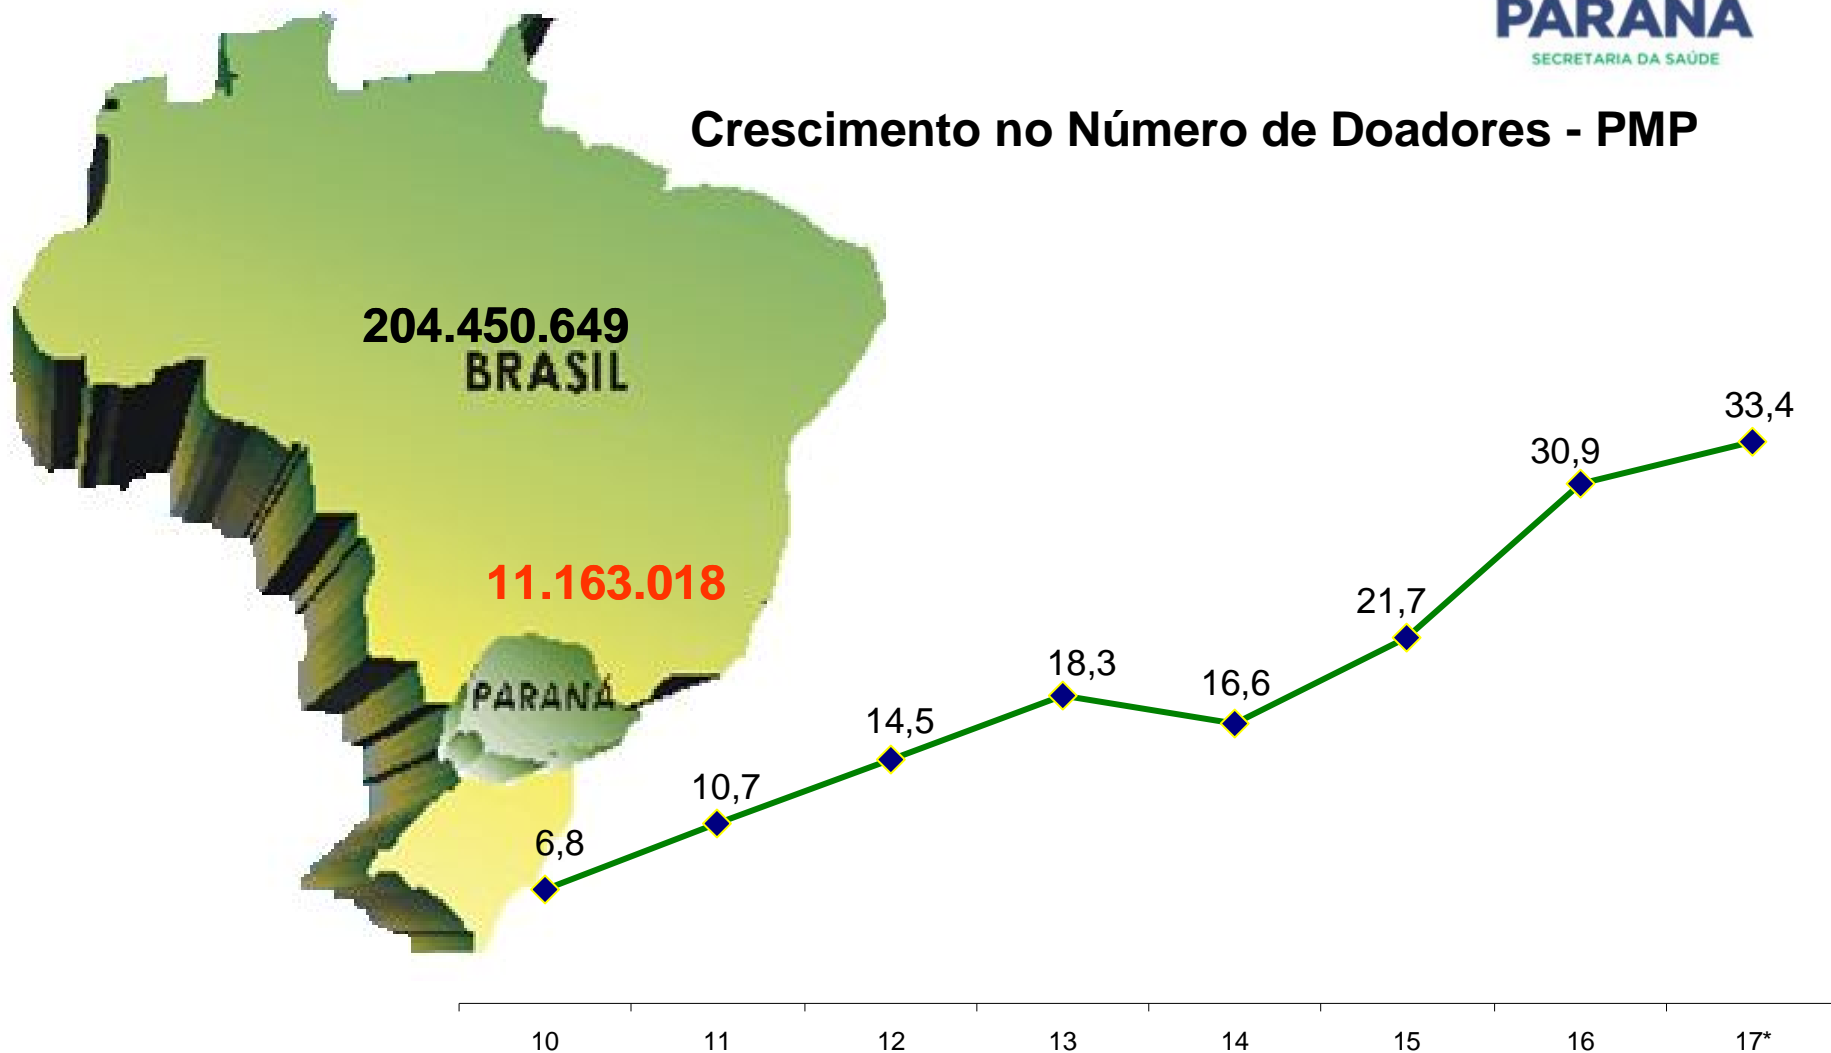 PARANÁ
SECRETARIA DA SAÚDE
Crescimento no Número de Doadores - PMP
204.450.649
BRASIL
11.163.018
PARANÁ
6,8
10,7
14,5
18,3
16,6
21,7
30,9
33,4
10 11 12 13 14 15 16 17*